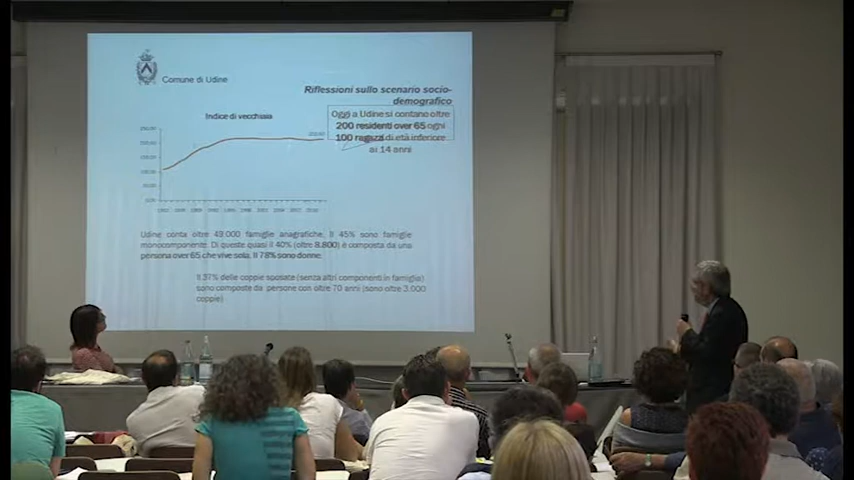 Comune di Udine
Riflessioni sullo scenario socio-
demografico
Indice di vecchiaia
Oggi a Udine si contano oltre
200 residenti over 65 ogni
100 ragazzi di età inferiore
ai 14 anni
Udine conta oltre 49.000 famiglie anagrafiche. Il 45% sono famiglie
monocomponente. Di queste quasi il 40% (oltre 8.800) è composta da una
persona over 65 che vive sola. Il 78% sono donne.
Il 37% delle coppie sposate (senza altri componenti in famiglia)
sono composte da persone con oltre 70 anni (sono oltre 3.000
coppie)